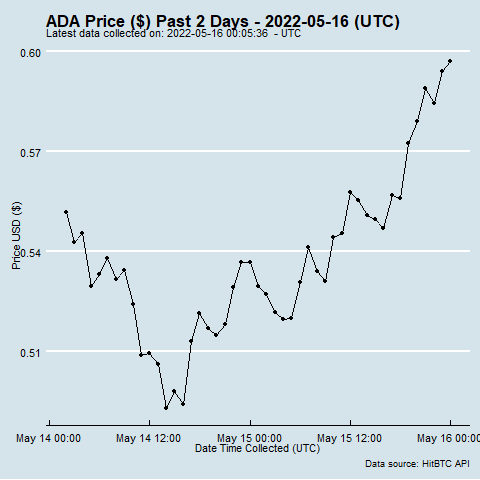 ADA Price ($) Past 2 Days - 2022-05-16 (UTC)
Latest data collected on: 2022-05-16 00:05:36  - UTC
0.60
0.57
0.54
0.51
Price USD ($)
May 14 00:00
May 14 12:00
May 15 00:00
May 15 12:00
May 16 00:00
Date Time Collected (UTC)
Data source: HitBTC API